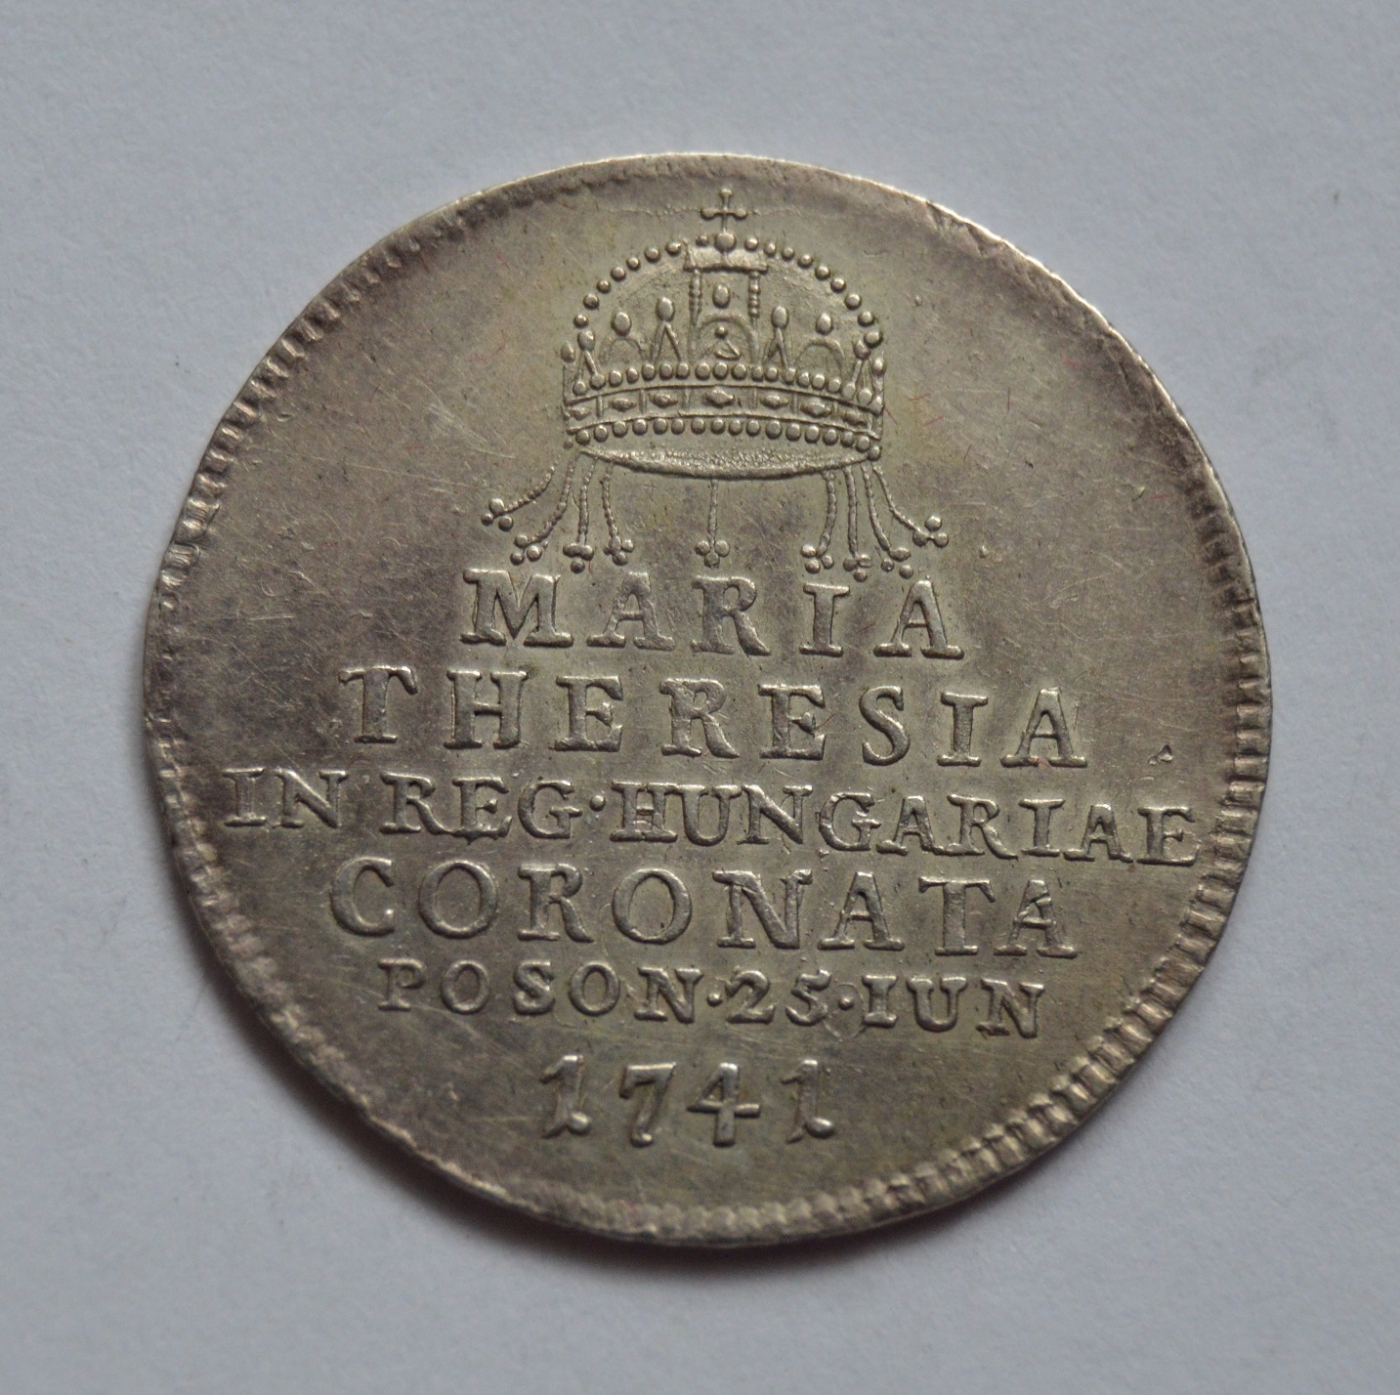 MARIA
THERESIA
IN REG·HUNGARIAE
CORONATA
POSON·25·IUN
1741